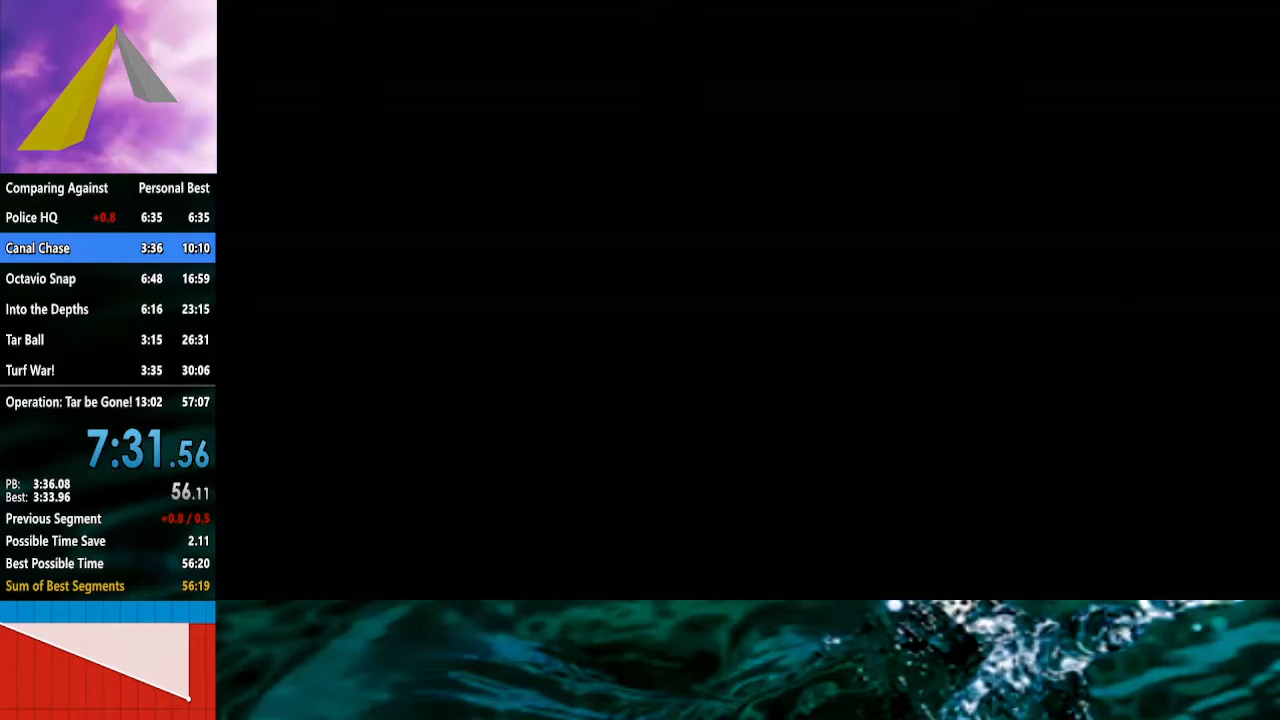 Comparing Against Personal Best
Police HQ +0.8 6:35 6:35
Canal Chase 3:36 10:10
Octavio Snap 6:48 16:59
Into the Depths 6:16 23:15
Tar Ball 3:15 26:31
Turf War! 3:35 30:06
Operation: Tar be Gone! 13:02 57:07
7:31.56
PB: 3:36.08
Best: 3:33.96
56.11
Previous Segment +0.8 / 0.5
Possible Time Save 2.11
Best Possible Time 56:20
Sum of Best Segments 56:19